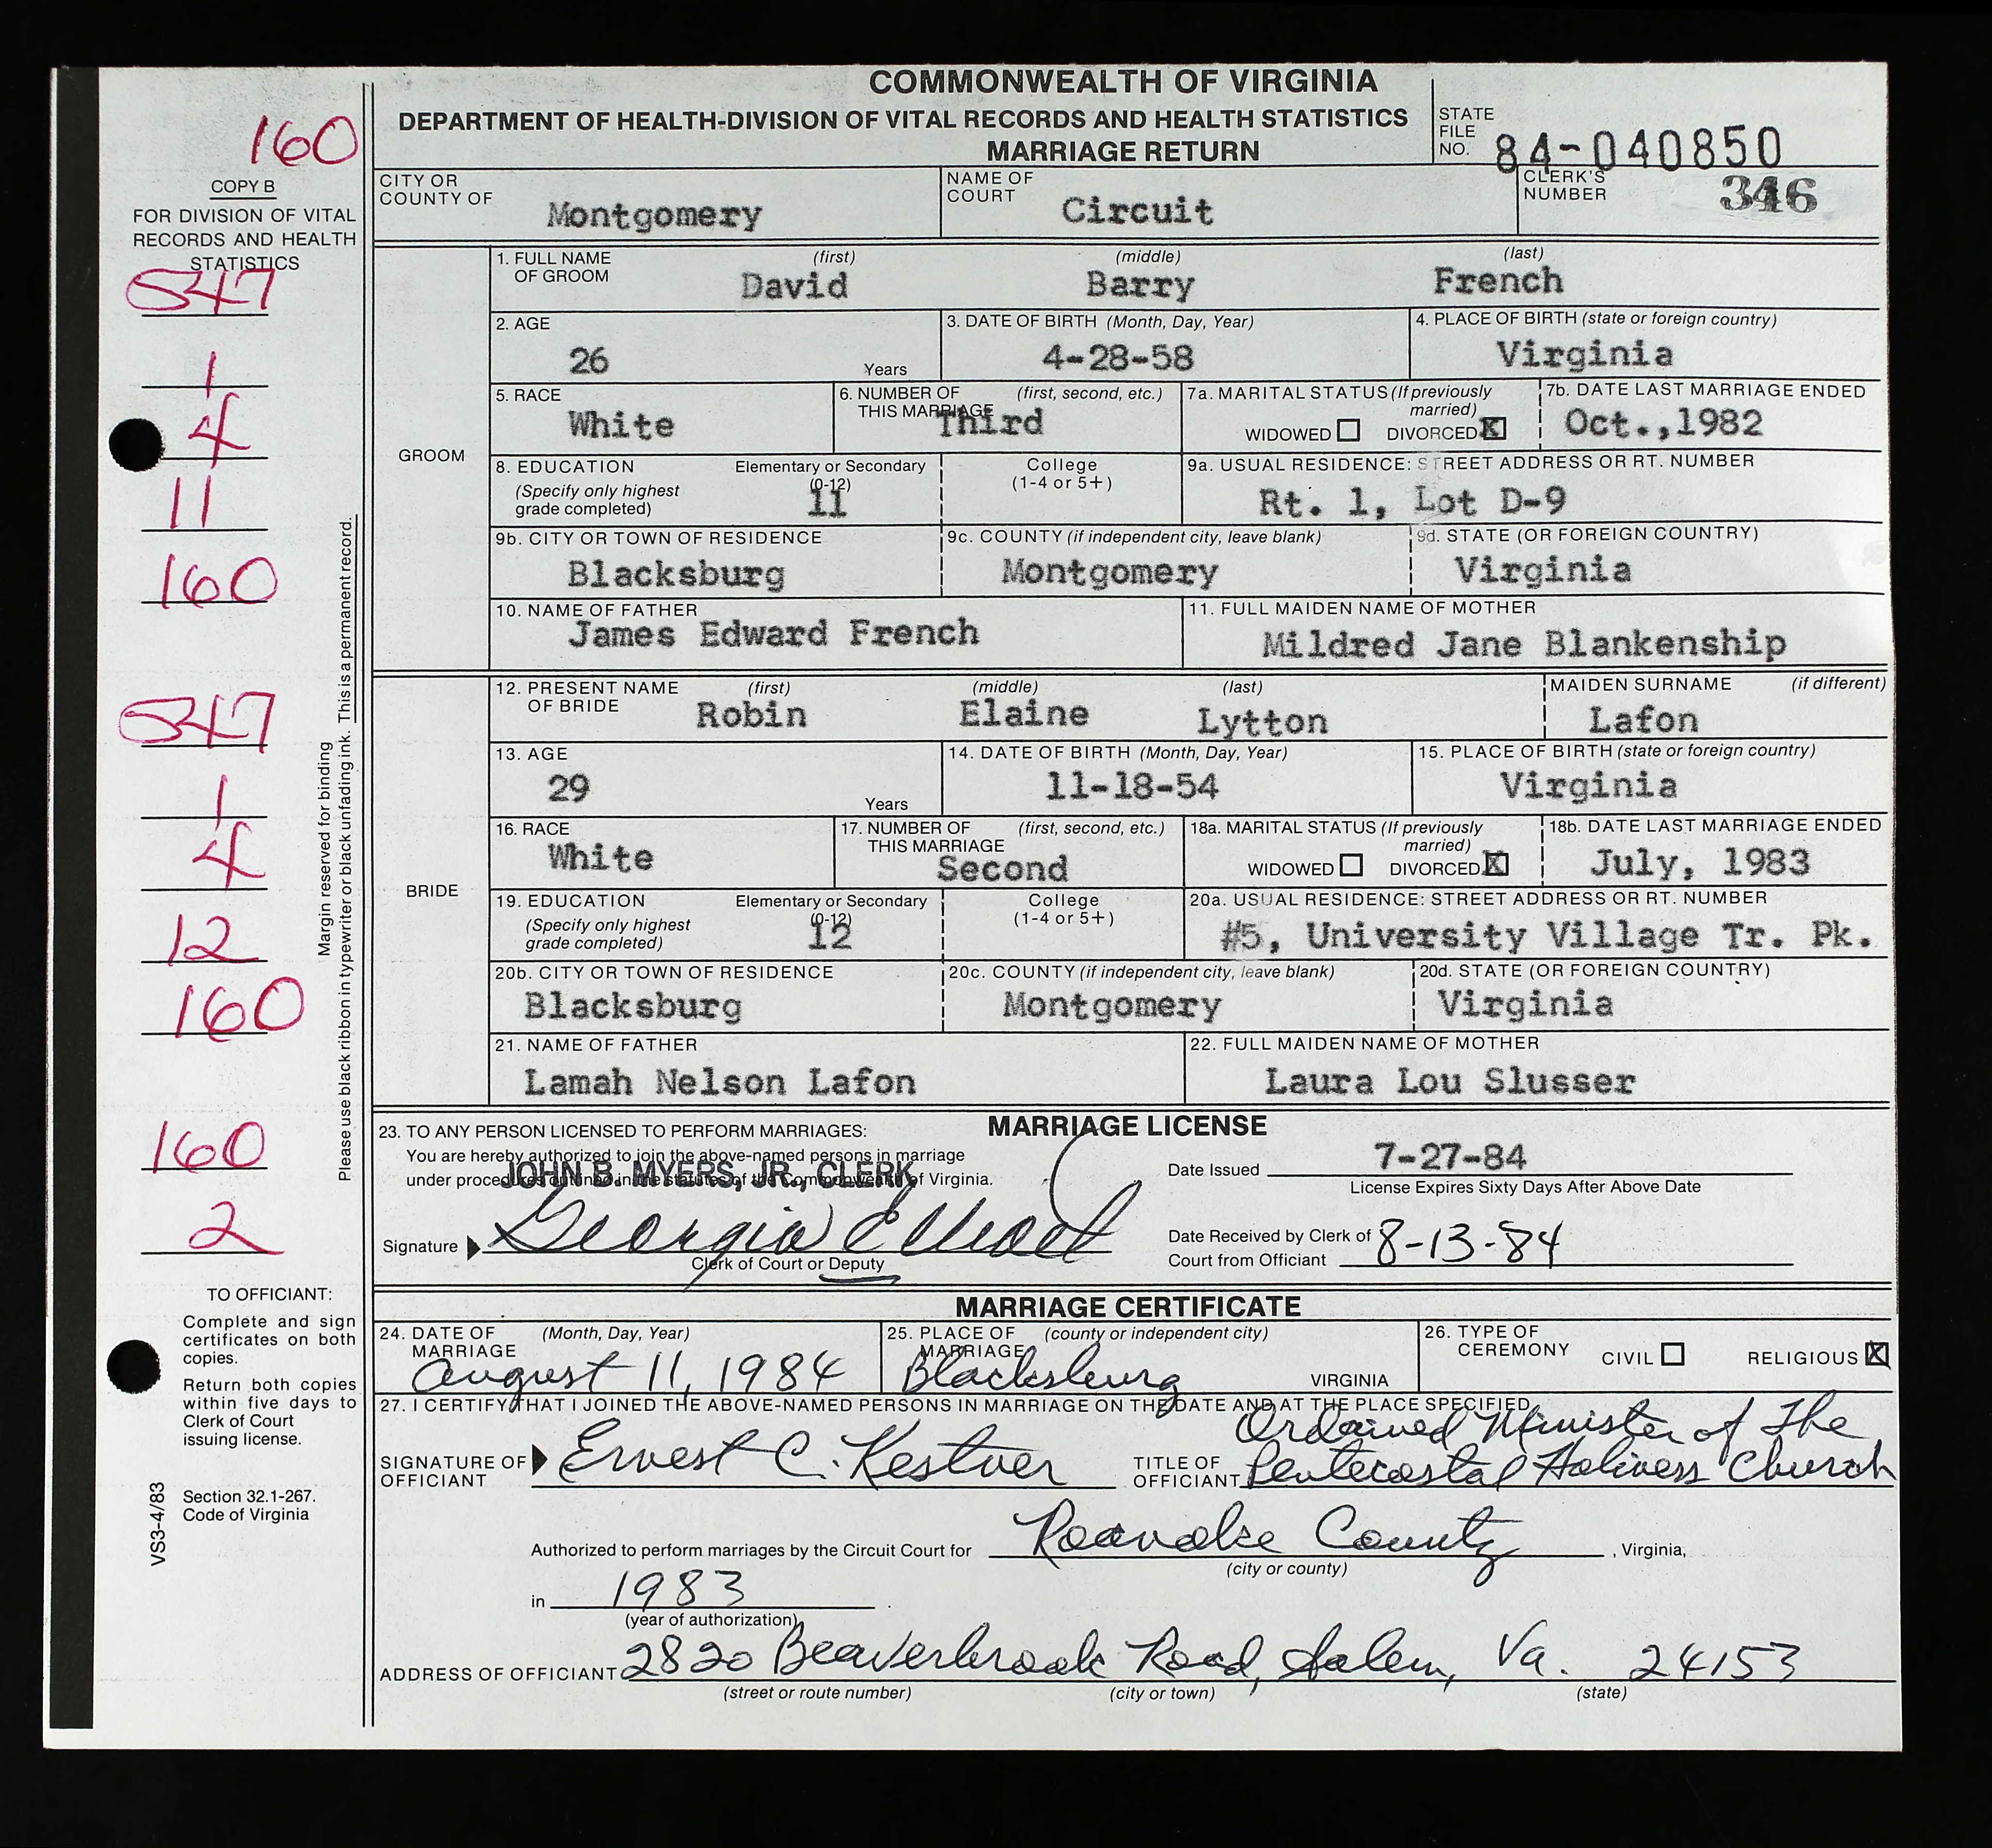 COMMONWEALTH OF VIRGINIA
DEPARTMENT OF HEALTH-DIVISION OF VITAL RECORDS AND HEALTH STATISTICS
MARRIAGE RETURN
STATE FILE NO. 84-040850
160
COPY B
FOR DIVISION OF VITAL
RECORDS AND HEALTH
STATISTICS
547
1
4
11
160
547
1
4
12
160
160
2
Margin reserved for binding
Please use black ribbon in typewriter or black unfading ink. This is a permanent record.
TO OFFICIANT:
Complete and sign
certificates on both
copies.
Return both copies
within five days to
Clerk of Court
issuing license.
Section 32.1-267.
Code of Virginia
VS3-4/83
CITY OR COUNTY OF Montgomery
NAME OF COURT Circuit
CLERK'S NUMBER 346
GROOM
1. FULL NAME OF GROOM (first) David (middle) Barry (last) French
2. AGE 26 Years
3. DATE OF BIRTH (Month, Day, Year) 4-28-58
4. PLACE OF BIRTH (state or foreign country) Virginia
5. RACE White
6. NUMBER OF THIS MARRIAGE (first, second, etc.) Third
7a. MARITAL STATUS (If previously married) WIDOWED DIVORCED X
7b. DATE LAST MARRIAGE ENDED Oct.,1982
8. EDUCATION (Specify only highest grade completed) Elementary or Secondary (0-12) 11 College (1-4 or 5+)
9a. USUAL RESIDENCE: STREET ADDRESS OR RT. NUMBER Rt. 1, Lot D-9
9b. CITY OR TOWN OF RESIDENCE Blacksburg
9c. COUNTY (if independent city, leave blank) Montgomery
9d. STATE (OR FOREIGN COUNTRY) Virginia
10. NAME OF FATHER James Edward French
11. FULL MAIDEN NAME OF MOTHER Mildred Jane Blankenship
BRIDE
12. PRESENT NAME OF BRIDE (first) Robin (middle) Elaine (last) Lytton
MAIDEN SURNAME (if different) Lafon
13. AGE 29 Years
14. DATE OF BIRTH (Month, Day, Year) 11-18-54
15. PLACE OF BIRTH (state or foreign country) Virginia
16. RACE White
17. NUMBER OF THIS MARRIAGE (first, second, etc.) Second
18a. MARITAL STATUS (If previously married) WIDOWED DIVORCED X
18b. DATE LAST MARRIAGE ENDED July, 1983
19. EDUCATION (Specify only highest grade completed) Elementary or Secondary (0-12) 12 College (1-4 or 5+)
20a. USUAL RESIDENCE: STREET ADDRESS OR RT. NUMBER #5, University Village Tr. Pk.
20b. CITY OR TOWN OF RESIDENCE Blacksburg
20c. COUNTY (if independent city, leave blank) Montgomery
20d. STATE (OR FOREIGN COUNTRY) Virginia
21. NAME OF FATHER Lamah Nelson Lafon
22. FULL MAIDEN NAME OF MOTHER Laura Lou Slusser
MARRIAGE LICENSE
23. TO ANY PERSON LICENSED TO PERFORM MARRIAGES:
You are hereby authorized to join the above-named persons in marriage
under procedures outlined in the statutes of the Commonwealth of Virginia.
JOHN B. MYERS, JR., CLERK
Signature Georgia
Clerk of Court or Deputy
Date Issued 7-27-84
License Expires Sixty Days After Above Date
Date Received by Clerk of
Court from Officiant 8-13-84
MARRIAGE CERTIFICATE
24. DATE OF MARRIAGE (Month, Day, Year) August 11, 1984
25. PLACE OF MARRIAGE (county or independent city) Blacksburg VIRGINIA
26. TYPE OF CEREMONY CIVIL RELIGIOUS X
27. I CERTIFY THAT I JOINED THE ABOVE-NAMED PERSONS IN MARRIAGE ON THE DATE AND AT THE PLACE SPECIFIED
SIGNATURE OF OFFICIANT Ernest C. Kestner
TITLE OF OFFICIANT Ordained Minister of The
Pentecostal Holiness Church
Authorized to perform marriages by the Circuit Court for Roanoke County, Virginia,
(city or county)
in 1983.
(year of authorization)
ADDRESS OF OFFICIANT 2820 Beaverbrook Road, Salem, Va. 24153
(street or route number) (city or town) (state)